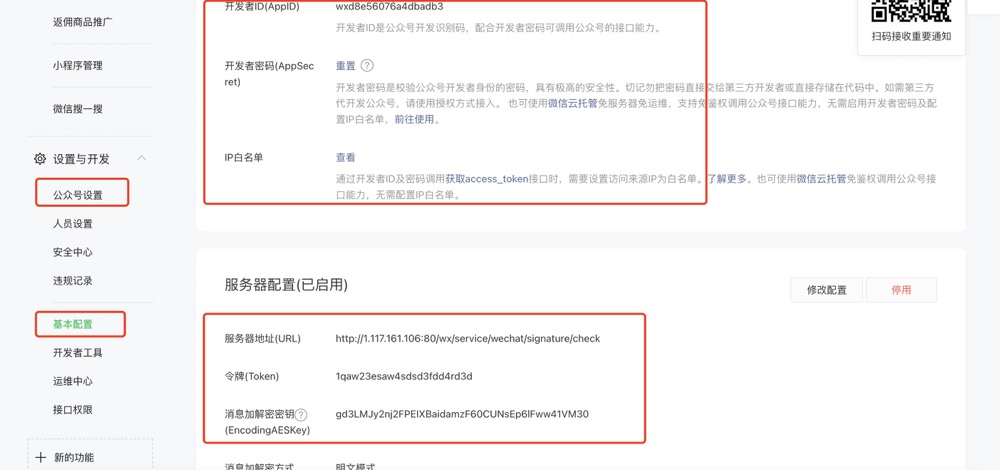 返佣商品推广
小程序管理
微信搜一搜
设置与开发
公众号设置
人员设置
安全中心
违规记录
基本配置
开发者工具
运维中心
接口权限
新的功能
开发者ID(AppID)
wxd8e56076a4dbadb3
开发者ID是公众号开发识别码，配合开发者密码可调用公众号的接口能力。
开发者密码(AppSec
ret)
重置 ?
开发者密码是校验公众号开发者身份的密码，具有极高的安全性。切记勿把密码直接交给第三方开发者或直接存储在代码中。如需第三方
代开发公众号，请使用授权方式接入。 也可使用微信云托管免服务器免运维，支持免鉴权调用公众号接口能力，无需启用开发者密码及配
置IP白名单，前往使用。
IP白名单
查看
通过开发者ID及密码调用获取access_token接口时，需要设置访问来源IP为白名单。了解更多。也可使用微信云托管免鉴权调用公众号接
口能力，无需配置IP白名单。
扫码接收重要通知
服务器配置(已启用)
修改配置
停用
服务器地址(URL)
http://1.117.161.106:80/wx/service/wechat/signature/check
令牌(Token)
1qaw23esaw4sdsd3fdd4rd3d
消息加解密密钥?
(EncodingAESKey)
gd3LMJy2nj2FPEIXBaidamzF60CUNsEp6IFww41VM30
消息加解密方式
明文模式